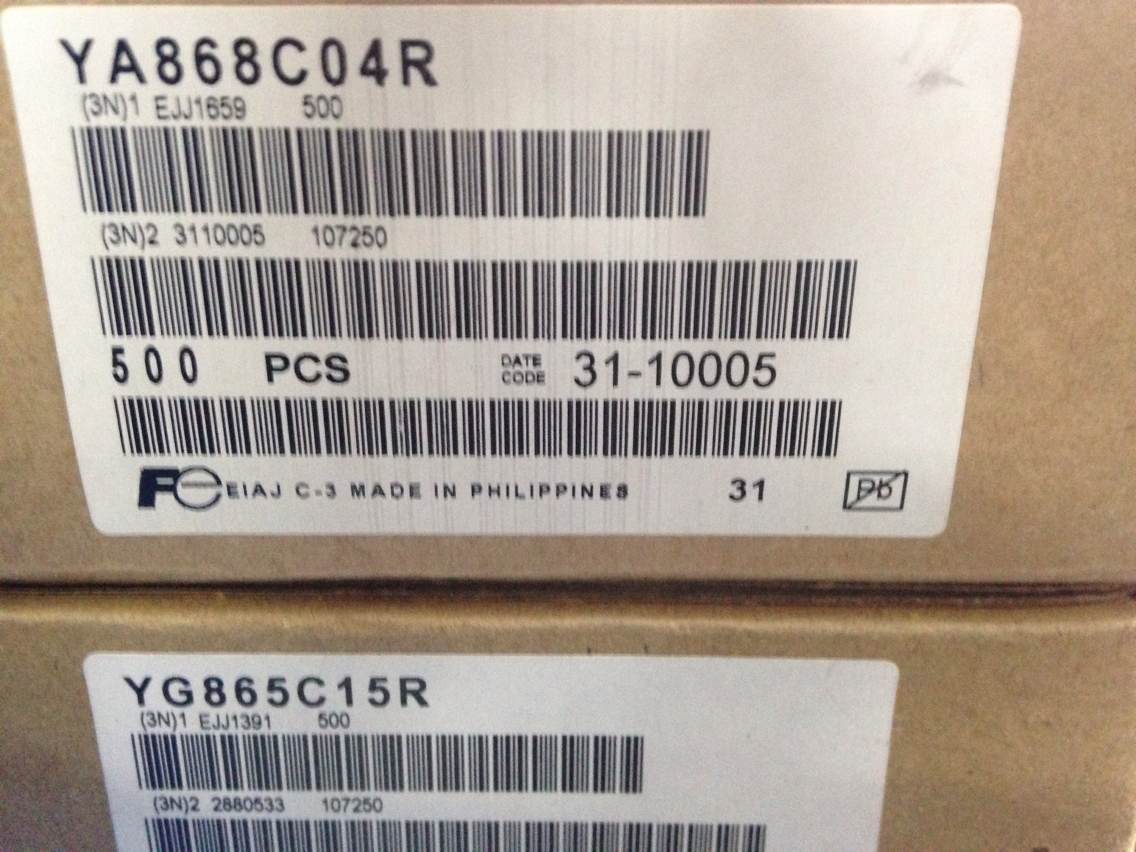 YA868C04R
(3N)1 EJJ1659 500
(3N)2 3110005 107250
500 PCS DATE CODE 31-10005
FE EIAJ C-3 MADE IN PHILIPPINES 31 Pb
YG865C15R
(3N)1 EJJ1391 500
(3N)2 2880533 107250